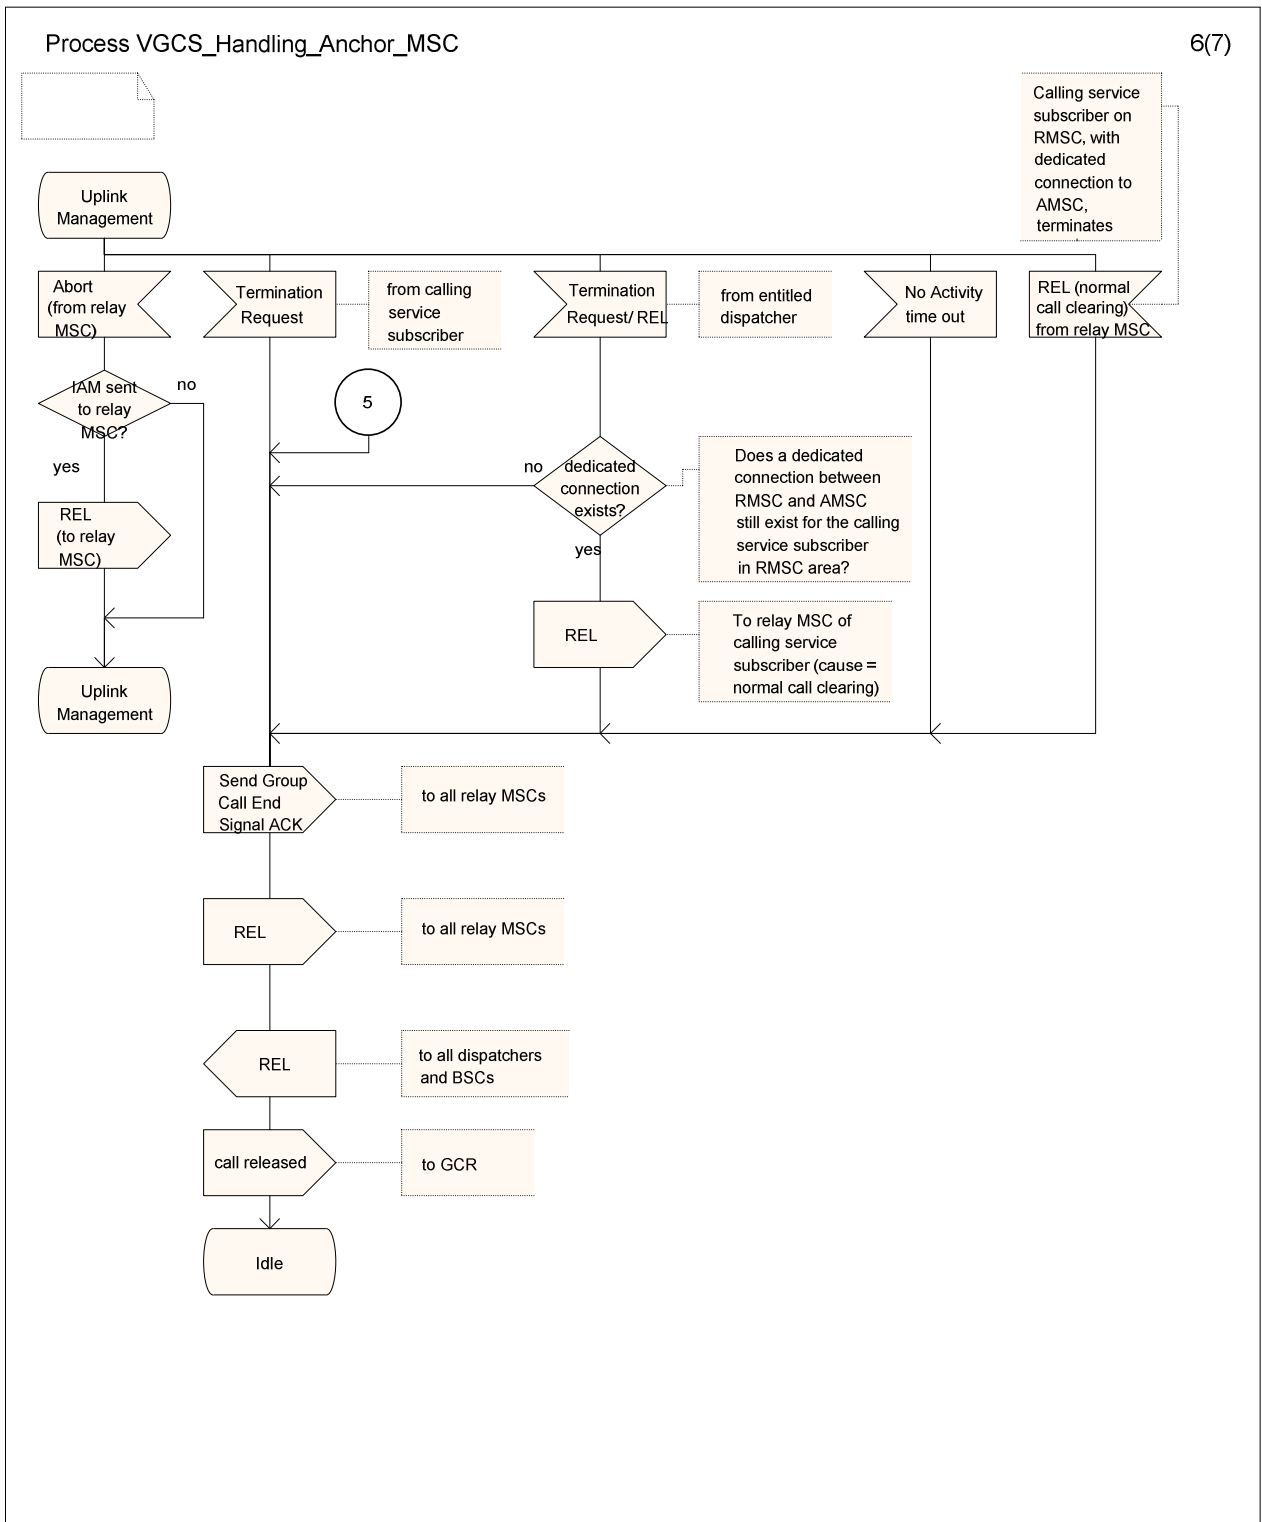 Process VGCS_Handling_Anchor_MSC
6(7)
Calling service
subscriber on
RMSC, with
dedicated
connection to
AMSC,
terminates
Uplink
Management
Abort
(from relay
MSC)
Termination
Request
from calling
service
subscriber
Termination
Request/ REL
from entitled
dispatcher
No Activity
time out
REL (normal
call clearing)
from relay MSC
IAM sent
to relay
MSC?
no
yes
5
no
dedicated
connection
exists?
yes
Does a dedicated
connection between
RMSC and AMSC
still exist for the calling
service subscriber
in RMSC area?
REL
(to relay
MSC)
REL
To relay MSC of
calling service
subscriber (cause =
normal call clearing)
Uplink
Management
Send Group
Call End
Signal ACK
to all relay MSCs
REL
to all relay MSCs
REL
to all dispatchers
and BSCs
call released
to GCR
Idle